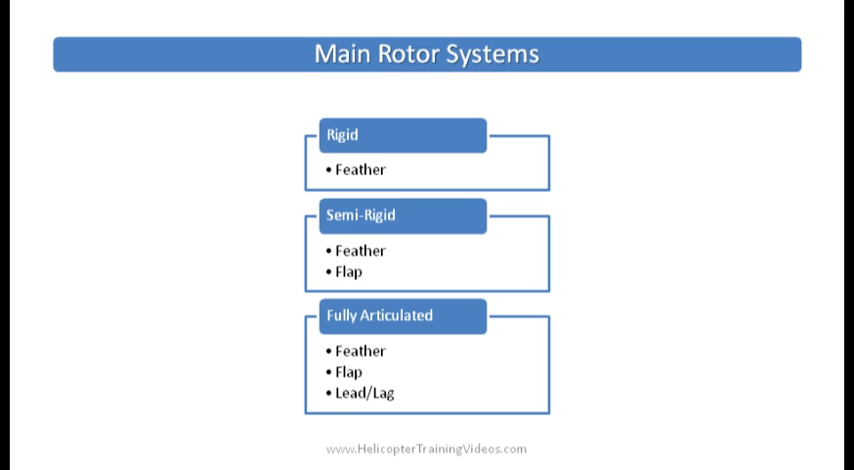 Main Rotor Systems
Rigid
• Feather
Semi-Rigid
• Feather
• Flap
Fully Articulated
• Feather
• Flap
• Lead/Lag
www.HelicopterTrainingVideos.com